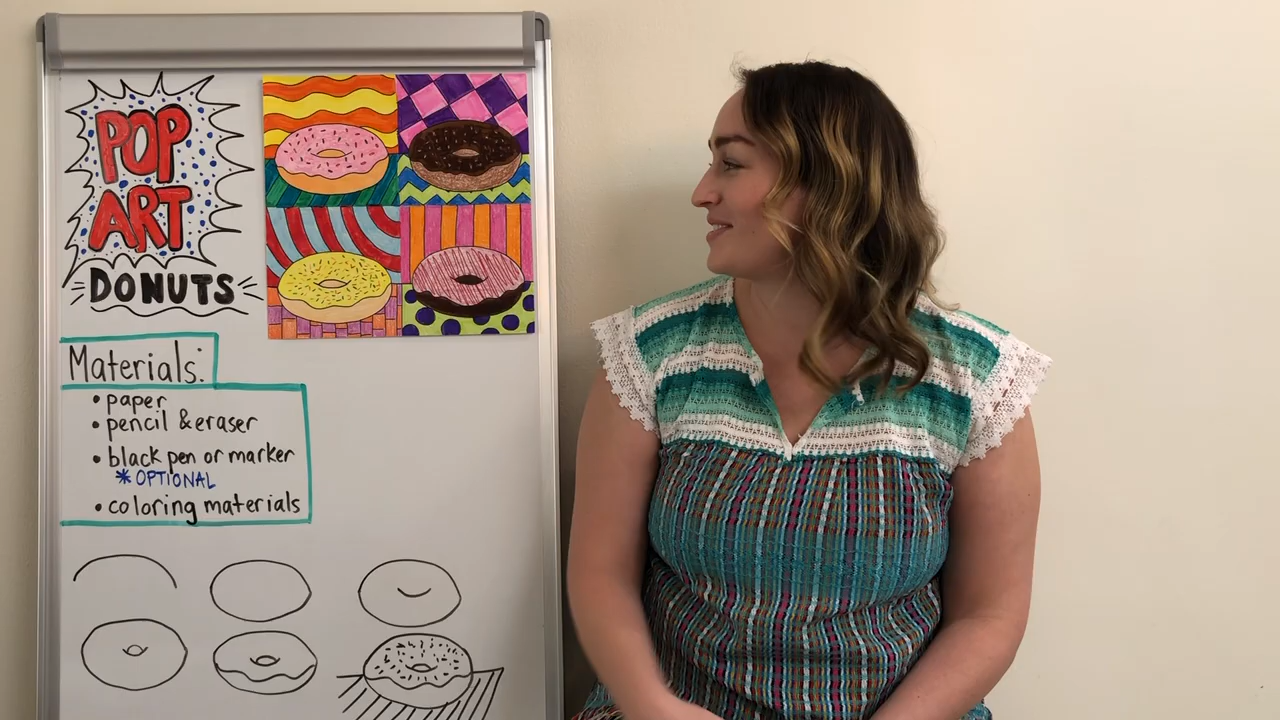 POP
ART
DONUTS
Materials:
• paper
• pencil & eraser
• black pen or marker
* OPTIONAL
• coloring materials